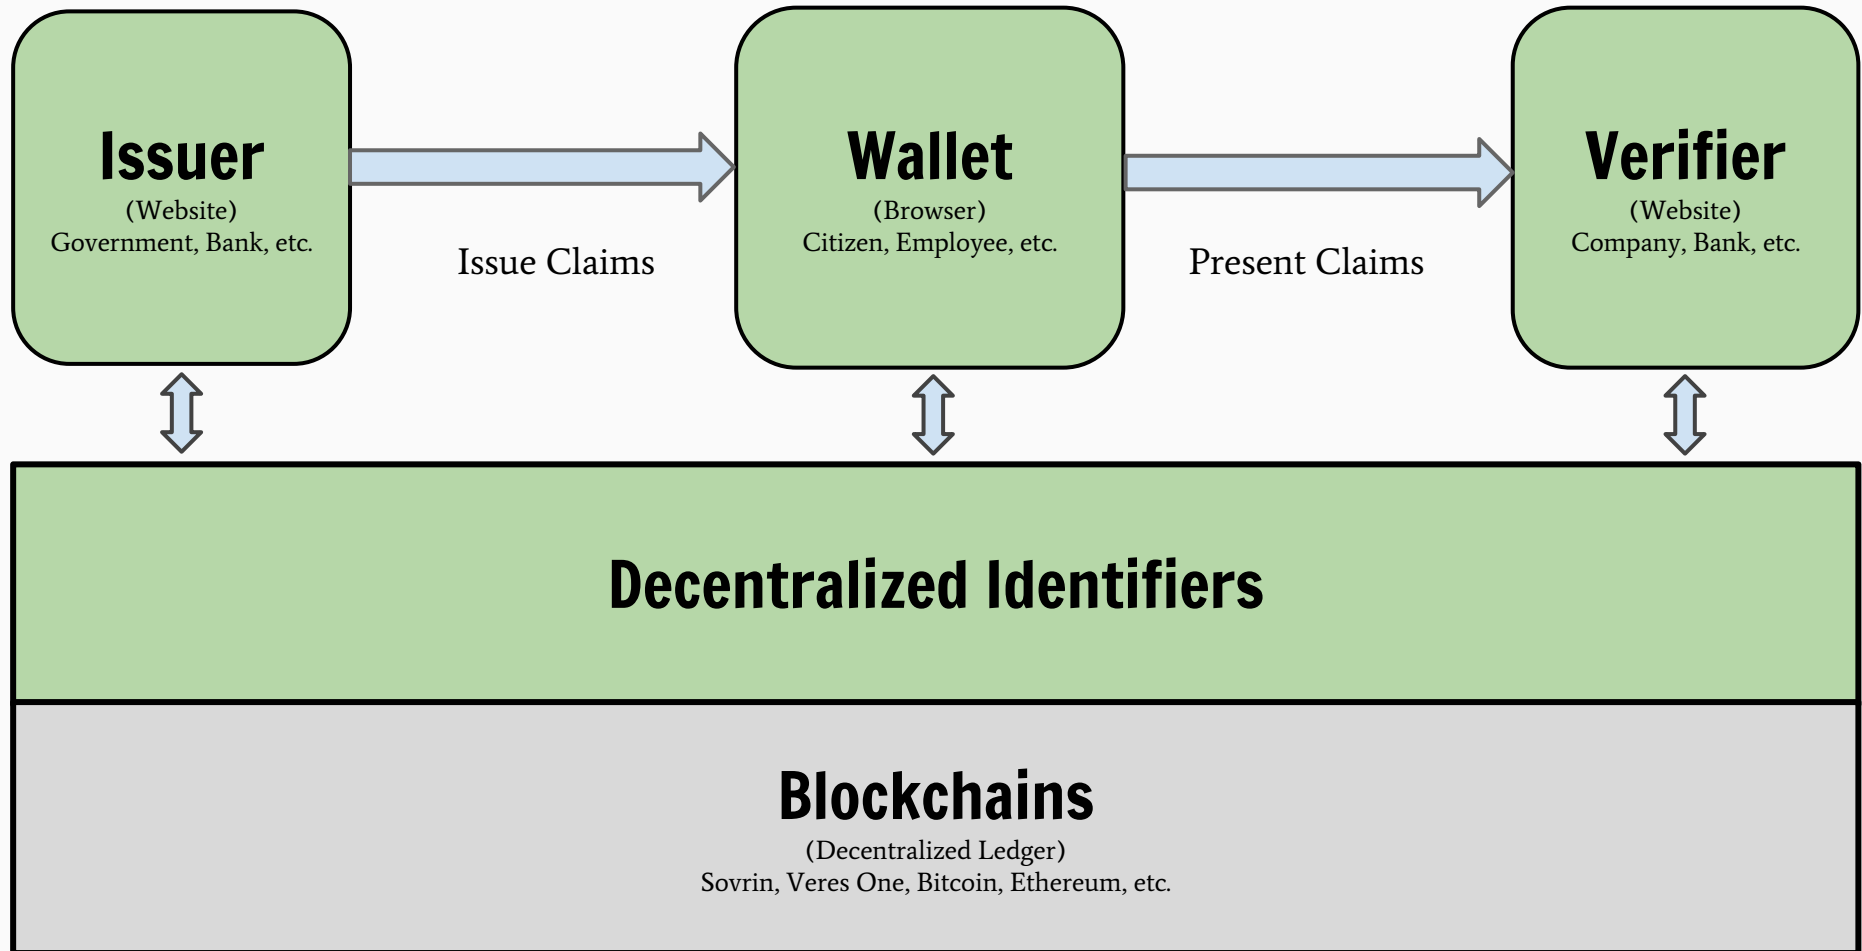 Issuer
(Website)
Government, Bank, etc.
Issue Claims
Wallet
(Browser)
Citizen, Employee, etc.
Present Claims
Verifier
(Website)
Company, Bank, etc.
Decentralized Identifiers
Blockchains
(Decentralized Ledger)
Sovrin, Veres One, Bitcoin, Ethereum, etc.